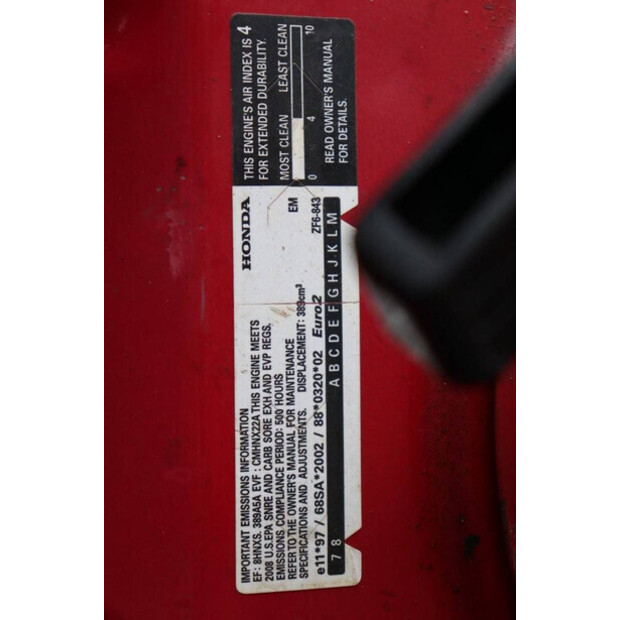 IMPORTANT EMISSIONS INFORMATION
HONDA
EF : 8HNXS. 389A5A EVF : CMHNX22A THIS ENGINE MEETS
2008 U.S.EPA SNRE AND CARB SORE EXH AND EVP REGS.
EMISSIONS COMPLIANCE PERIOD: 500 HOURS
REFER TO THE OWNER'S MANUAL FOR MAINTENANCE
SPECIFICATIONS AND ADJUSTMENTS. DISPLACEMENT: 389cm³
EM
e11*97 / 68SA*2002 / 88*0320*02 Euro2
ZF6-843
7 8 A B C D E F G H J K L M
THIS ENGINE'S AIR INDEX IS 4
FOR EXTENDED DURABILITY.
MOST CLEAN LEAST CLEAN
0 4 10
READ OWNER'S MANUAL
FOR DETAILS.